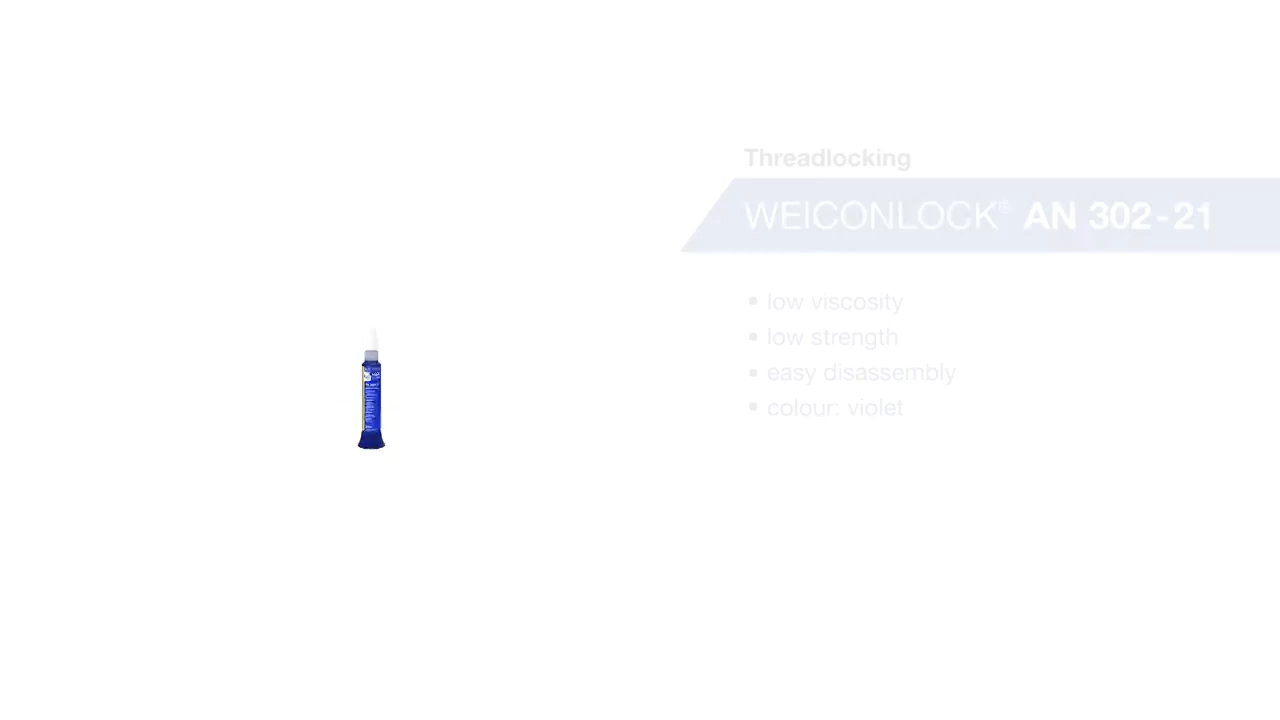 Threadlocking
WEICONLOCK® AN 302-21
• low viscosity
• low strength
• easy disassembly
• colour: violet